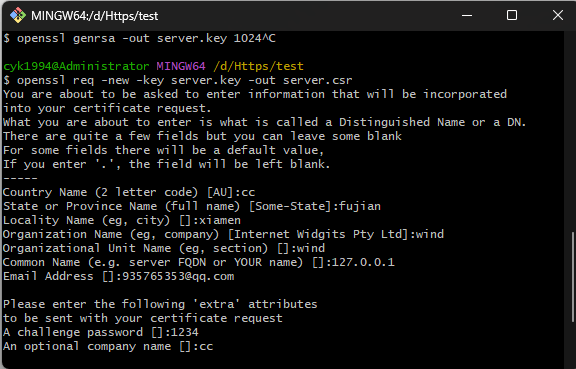 MINGW64:/d/Https/test
$ openssl genrsa -out server.key 1024^C
cyk1994@Administrator MINGW64 /d/Https/test
$ openssl req -new -key server.key -out server.csr
You are about to be asked to enter information that will be incorporated
into your certificate request.
What you are about to enter is what is called a Distinguished Name or a DN.
There are quite a few fields but you can leave some blank
For some fields there will be a default value,
If you enter '.', the field will be left blank.
-----
Country Name (2 letter code) [AU]:cc
State or Province Name (full name) [Some-State]:fujian
Locality Name (eg, city) []:xiamen
Organization Name (eg, company) [Internet Widgits Pty Ltd]:wind
Organizational Unit Name (eg, section) []:wind
Common Name (e.g. server FQDN or YOUR name) []:127.0.0.1
Email Address []:935765353@qq.com
Please enter the following 'extra' attributes
to be sent with your certificate request
A challenge password []:1234
An optional company name []:cc